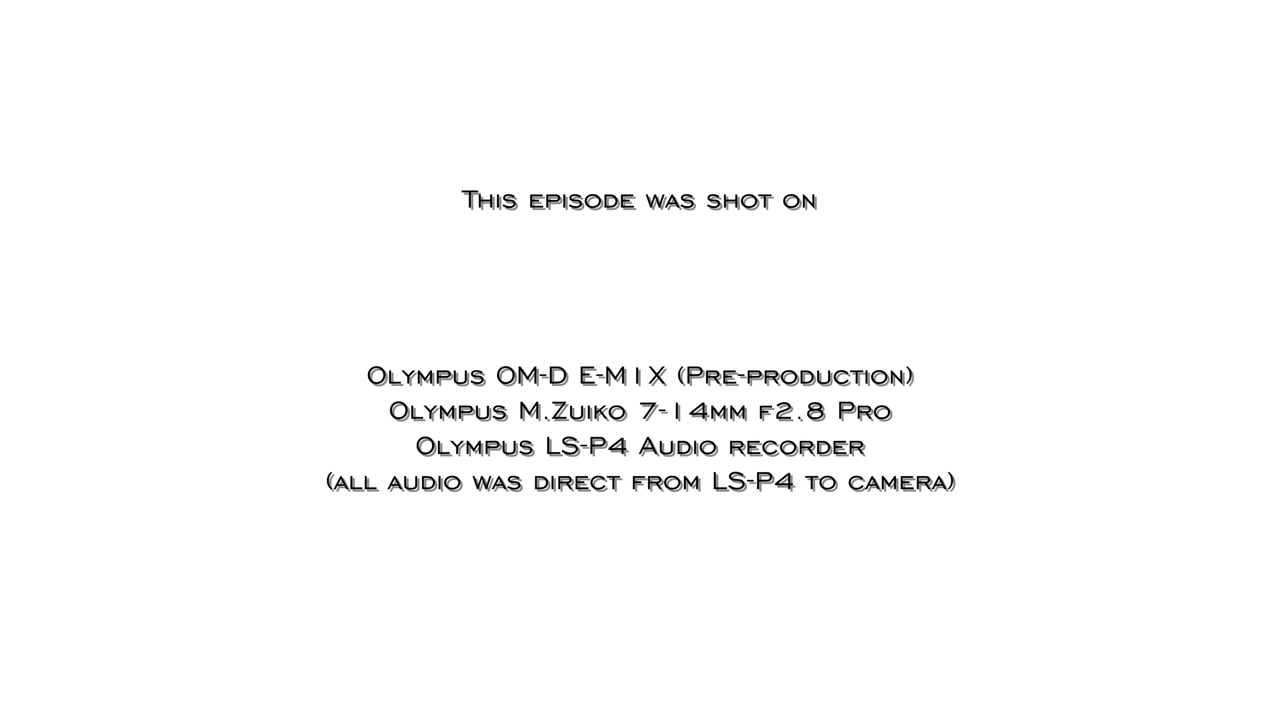 This episode was shot on
Olympus OM-D E-M1X (Pre-production)
Olympus M.Zuiko 7-14mm f2.8 Pro
Olympus LS-P4 Audio recorder
(all audio was direct from LS-P4 to camera)